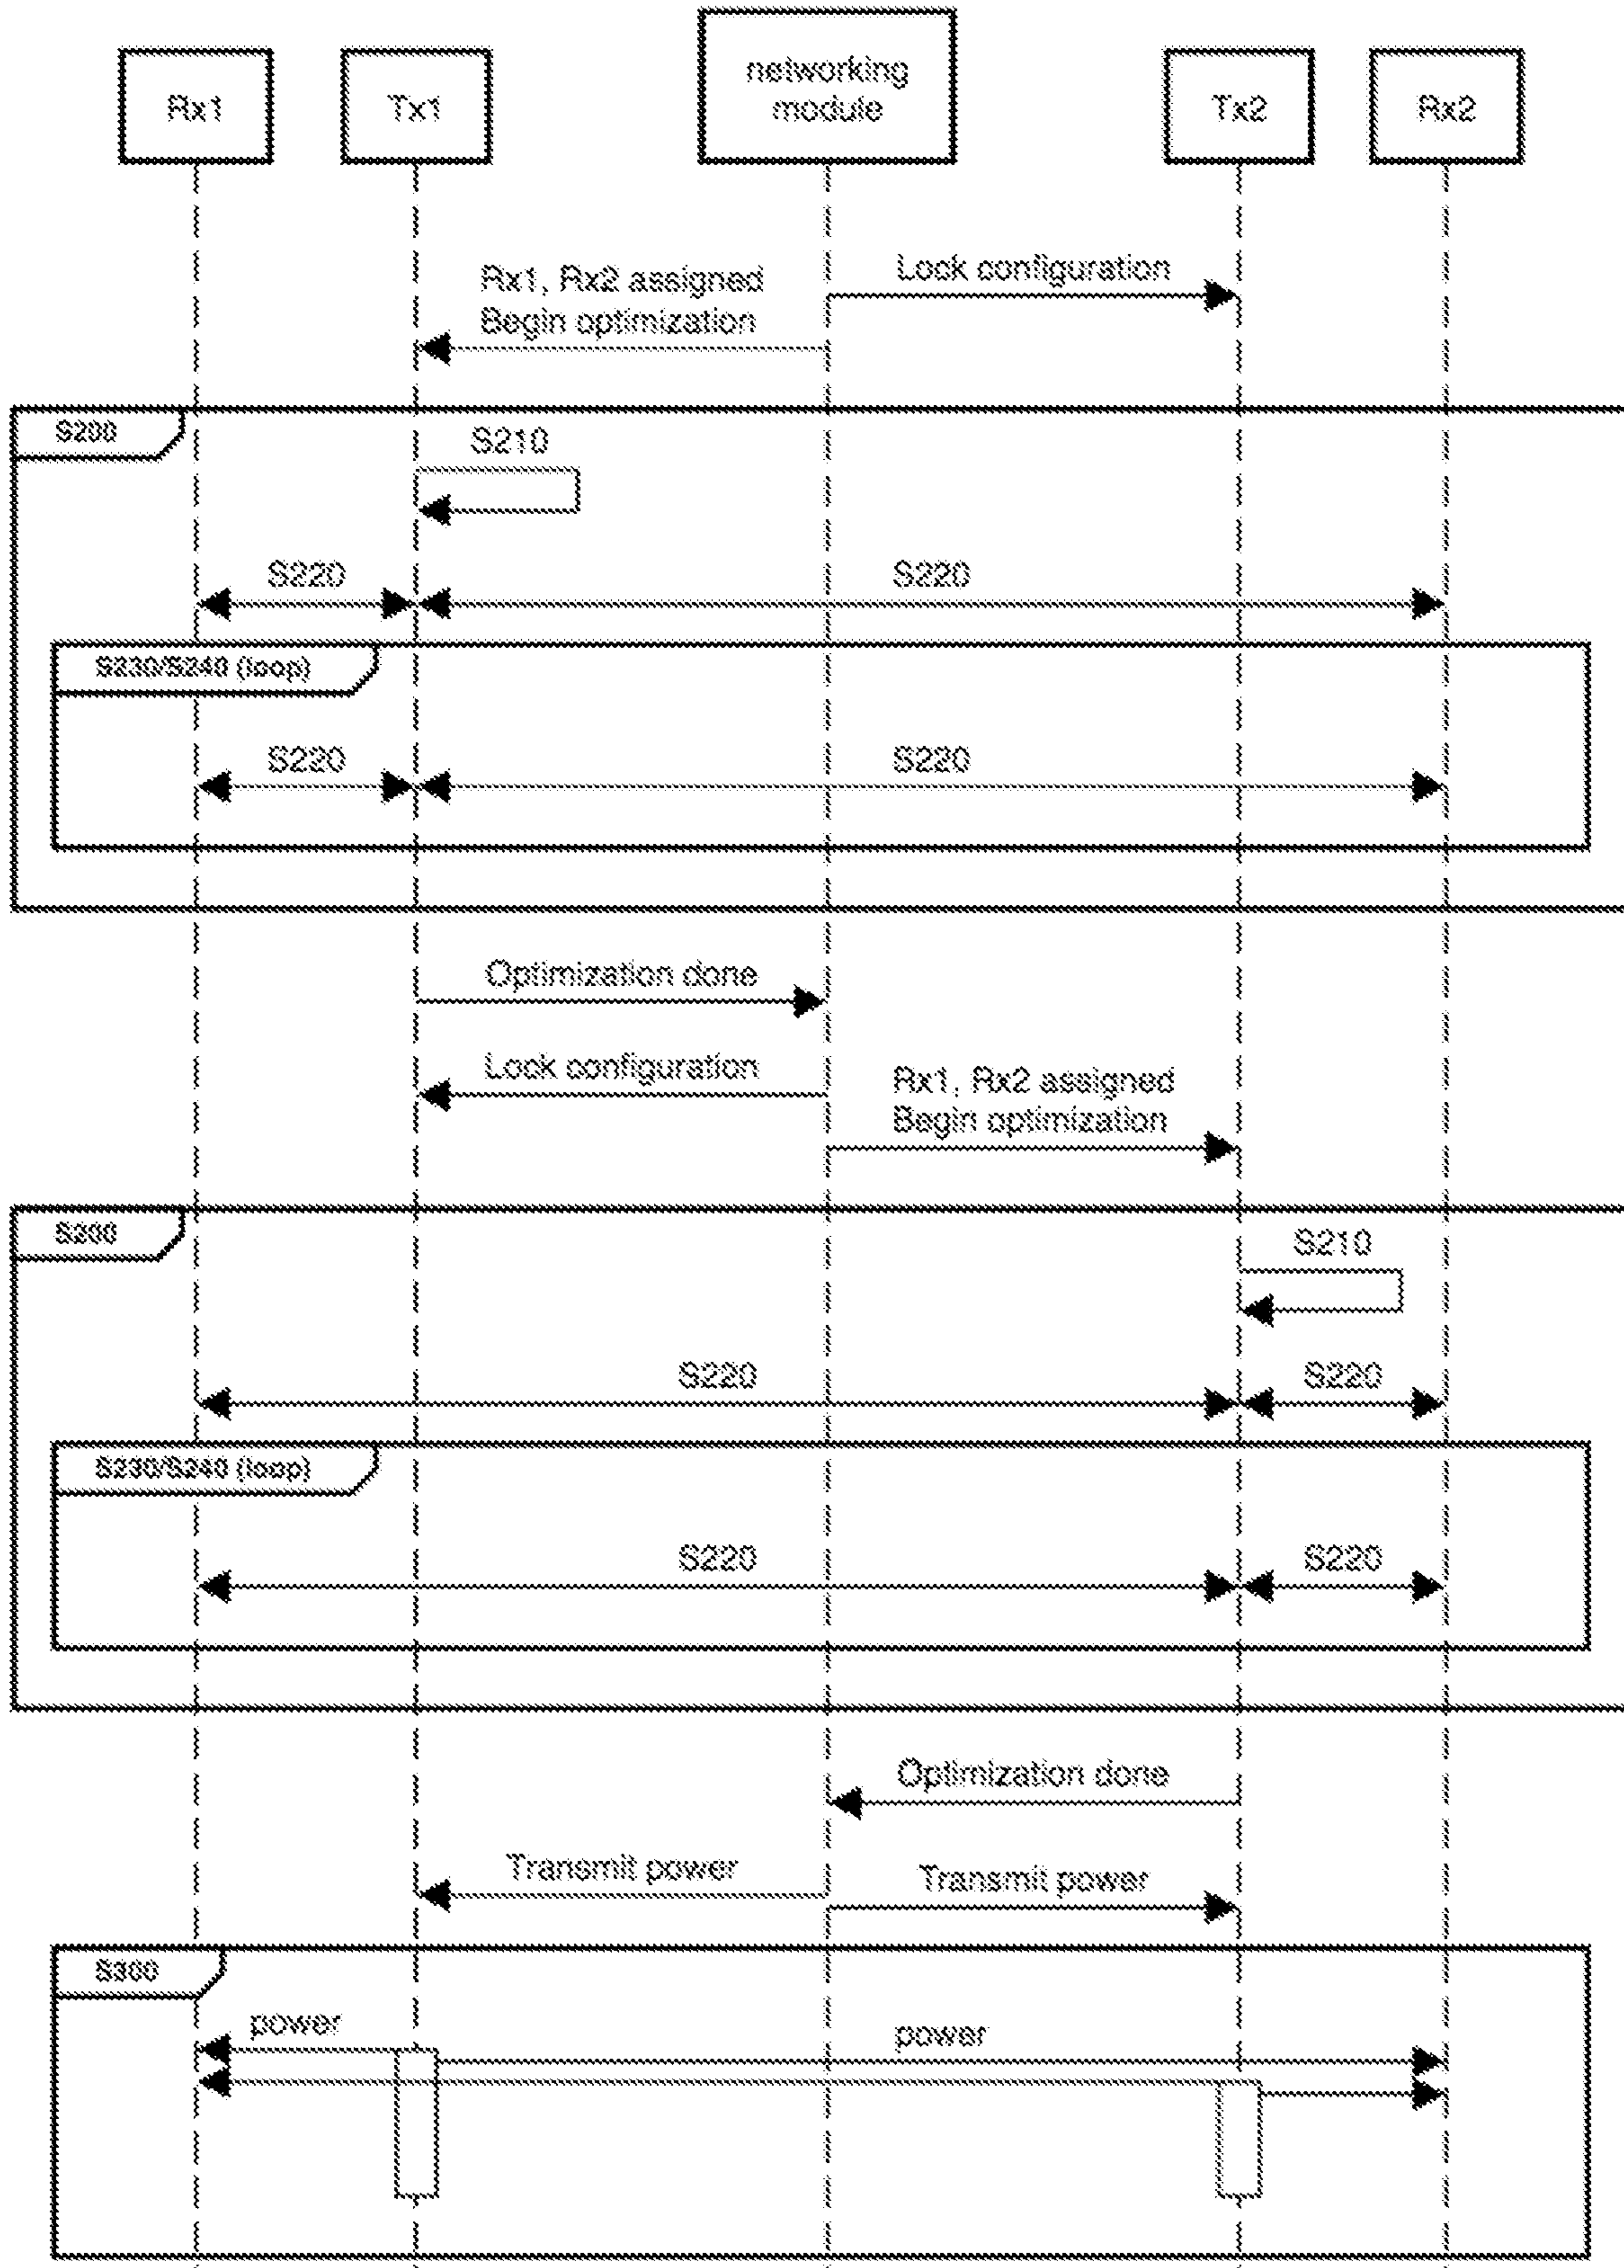 Rx1
Tx1
networking
module
Tx2
Rx2
Lock configuration
Rx1, Rx2 assigned
Begin optimization
S200
S210
S220
S220
S230/S240 (loop)
S220
S220
Optimization done
Lock configuration
Rx1, Rx2 assigned
Begin optimization
S200
S210
S220
S220
S230/S240 (loop)
S220
S220
Optimization done
Transmit power
Transmit power
S300
power
power